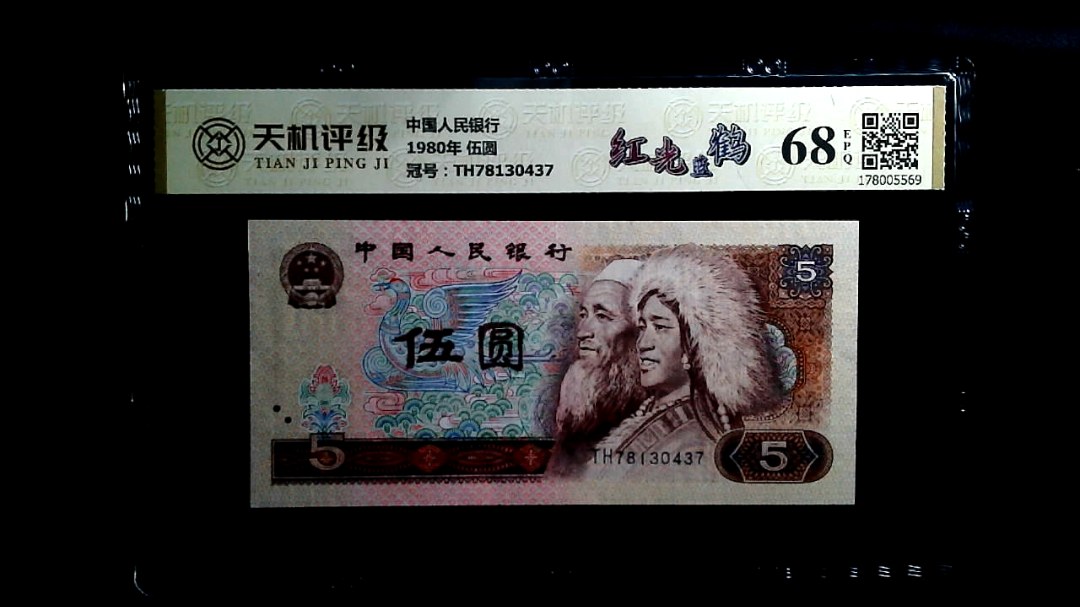 天机评级
TIAN JI PING JI
中国人民银行
1980年 伍圆
冠号：TH78130437
红光蓝鹤
68
EPQ
178005569
中国人民银行
5
伍圆
5
TH78130437
5